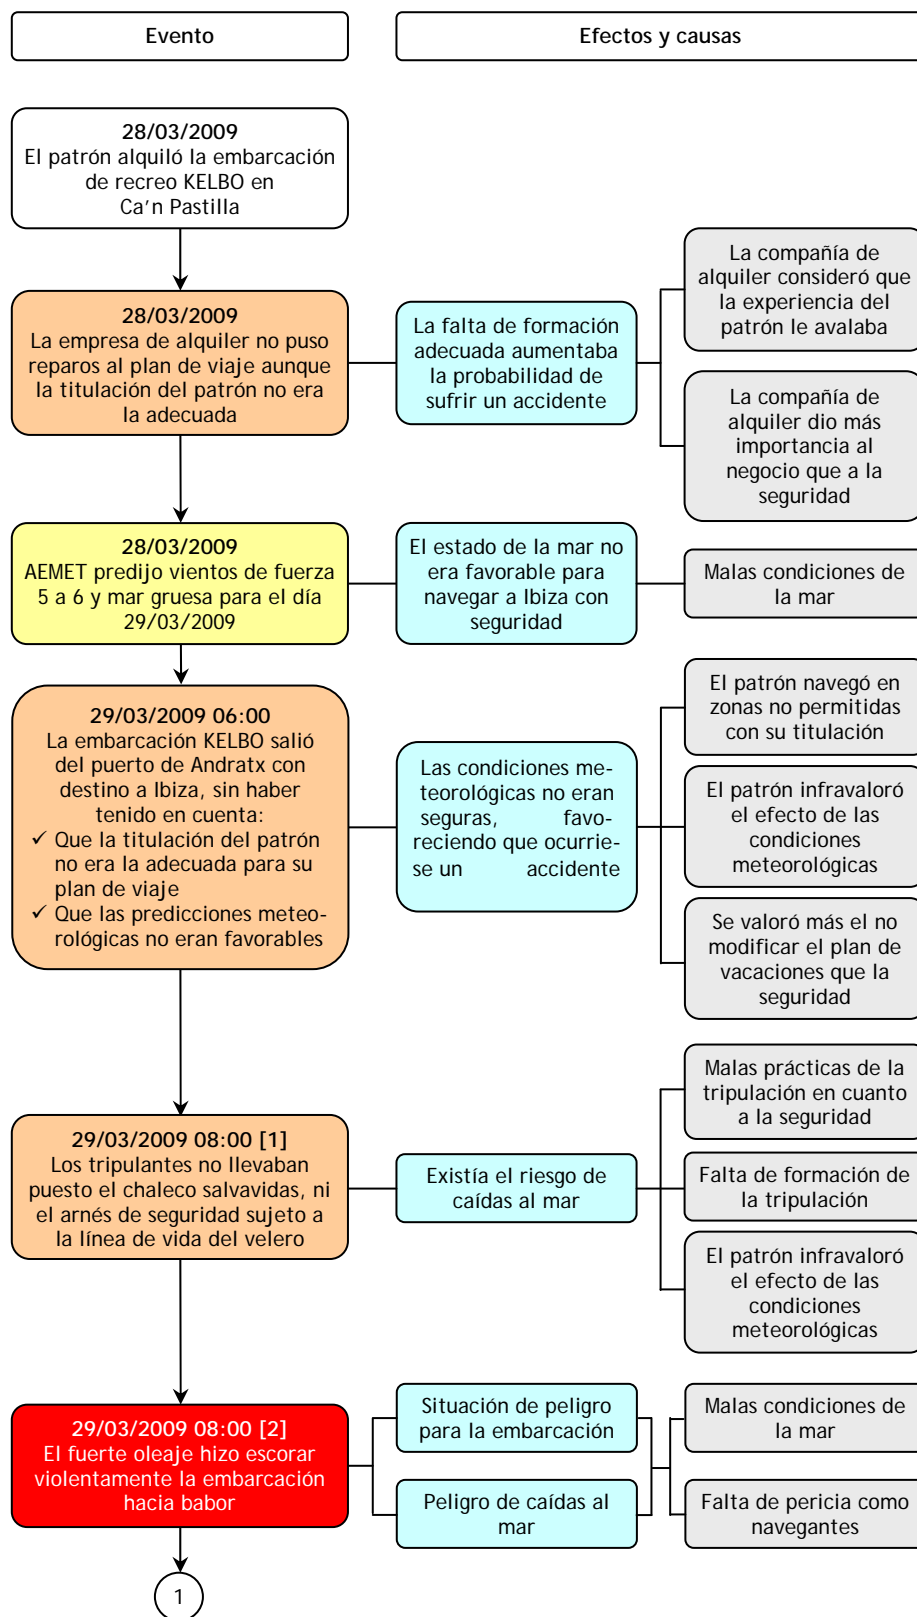 Evento
Efectos y causas
28/03/2009
El patrón alquiló la embarcación
de recreo KELBO en
Ca’n Pastilla
28/03/2009
La empresa de alquiler no puso
reparos al plan de viaje aunque
la titulación del patrón no era
la adecuada
La falta de formación
adecuada aumentaba
la probabilidad de
sufrir un accidente
La compañía de
alquiler consideró que
la experiencia del
patrón le avalaba
La compañía de
alquiler dio más
importancia al
negocio que a la
seguridad
28/03/2009
AEMET predijo vientos de fuerza
5 a 6 y mar gruesa para el día
29/03/2009
El estado de la mar no
era favorable para
navegar a Ibiza con
seguridad
Malas condiciones de
la mar
29/03/2009 06:00
La embarcación KELBO salió
del puerto de Andratx con
destino a Ibiza, sin haber
tenido en cuenta:
✓ Que la titulación del patrón
no era la adecuada para su
plan de viaje
✓ Que las predicciones meteo-
rológicas no eran favorables
Las condiciones me-
teorológicas no eran
seguras, favo-
reciendo que ocurrie-
se un accidente
El patrón navegó en
zonas no permitidas
con su titulación
El patrón infravaloró
el efecto de las
condiciones
meteorológicas
Se valoró más el no
modificar el plan de
vacaciones que la
seguridad
29/03/2009 08:00 [1]
Los tripulantes no llevaban
puesto el chaleco salvavidas, ni
el arnés de seguridad sujeto a
la línea de vida del velero
Existía el riesgo de
caídas al mar
Malas prácticas de la
tripulación en cuanto
a la seguridad
Falta de formación de
la tripulación
El patrón infravaloró
el efecto de las
condiciones
meteorológicas
29/03/2009 08:00 [2]
El fuerte oleaje hizo escorar
violentamente la embarcación
hacia babor
Situación de peligro
para la embarcación
Peligro de caídas al
mar
Malas condiciones de
la mar
Falta de pericia como
navegantes
1